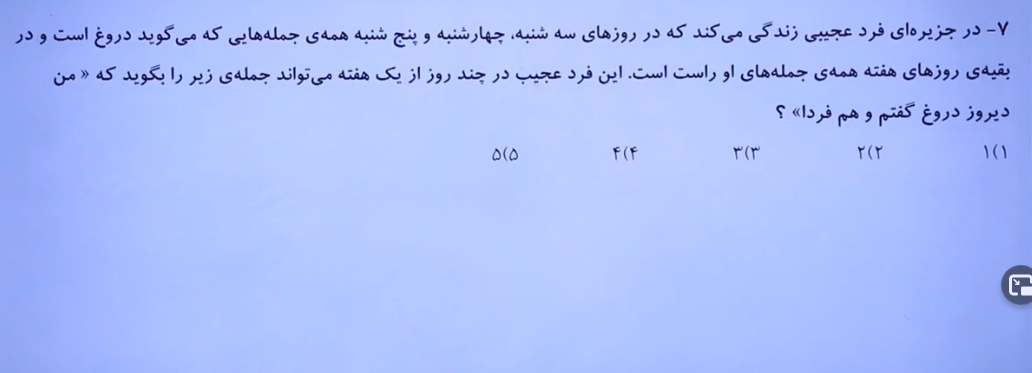 ۷- در جزیره‌ای فرد عجیبی زندگی می‌کند که در روزهای سه شنبه، چهارشنبه و پنج شنبه همه‌ی جمله‌هایی که می‌گوید دروغ است و در
بقیه‌ی روزهای هفته همه‌ی جمله‌های او راست است. این فرد عجیب در چند روز از یک هفته می‌تواند جمله‌ی زیر را بگوید که « من
دیروز دروغ گفتم و هم فردا» ؟
۱)۱ ۲)۲ ۳)۳ ۴)۴ ۵)۵